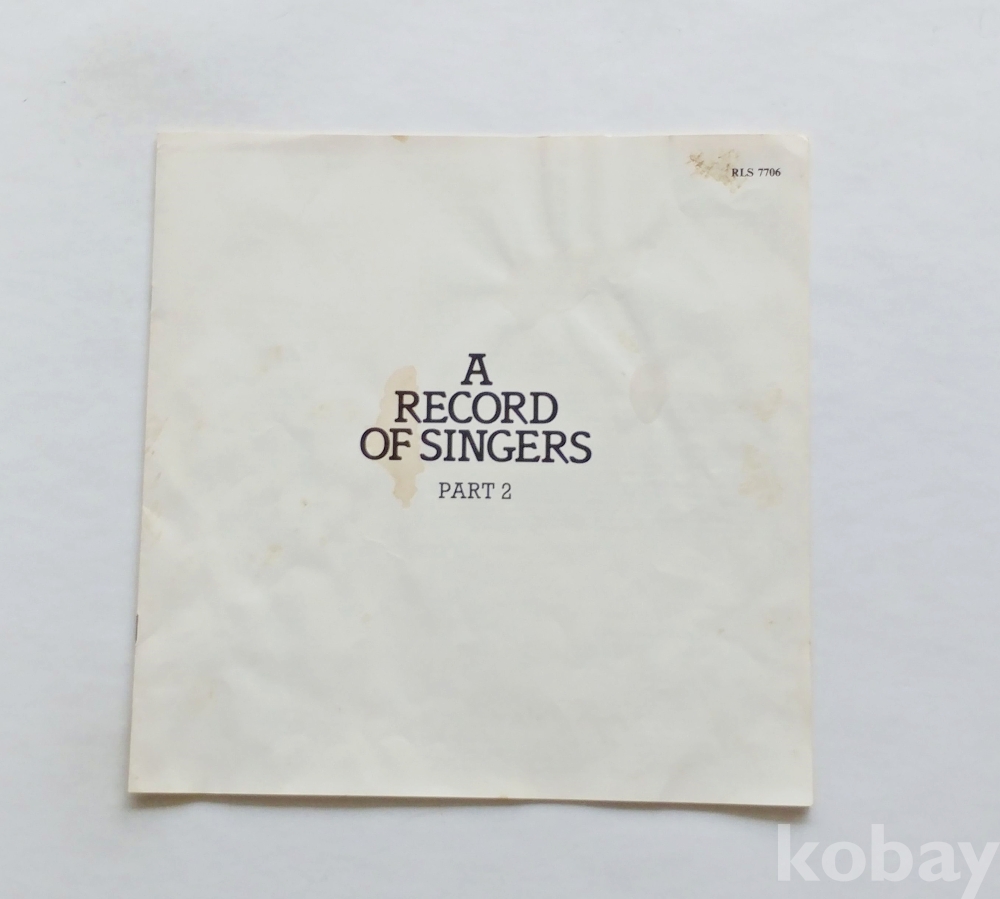 RLS 7706
A
RECORD
OF SINGERS
PART 2
kobay